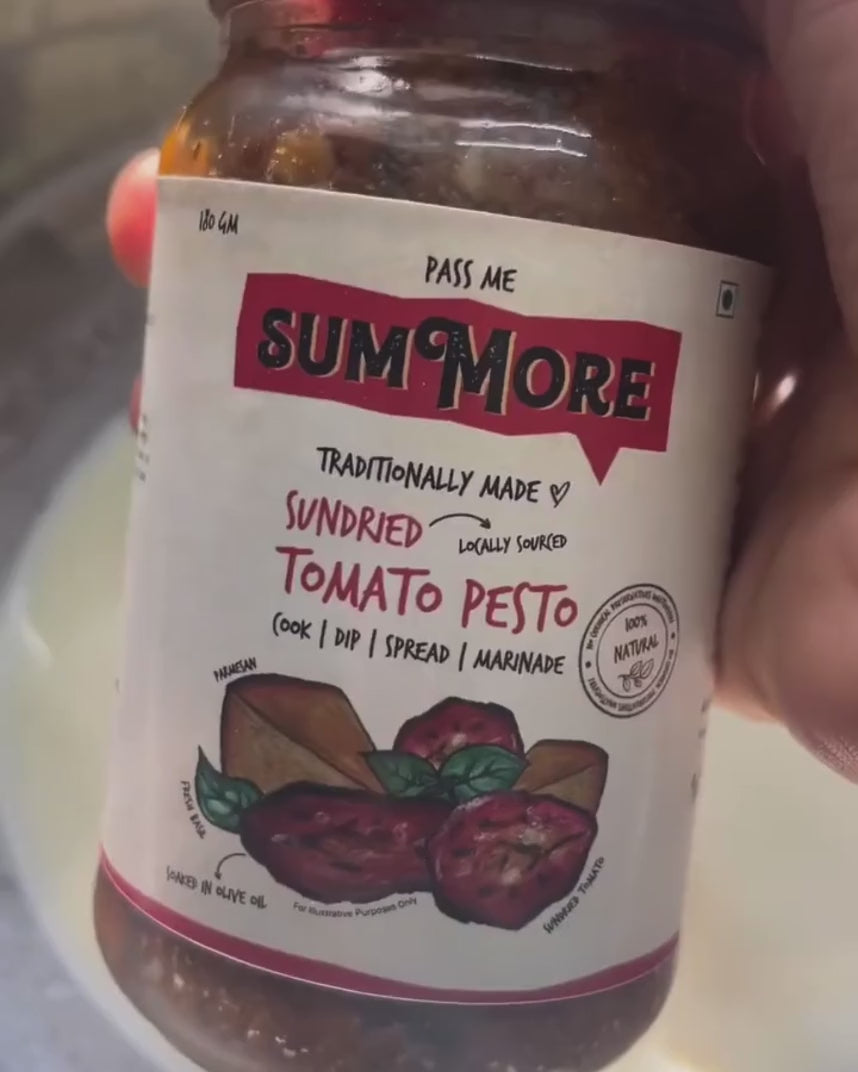 180 GM
PASS ME
SUMMORE
TRADITIONALLY MADE
SUNDRIED
LOCALLY SOURCED
TOMATO PESTO
COOK | DIP | SPREAD | MARINADE
100%
NATURAL
PARMESAN
FRESH BASIL
SOAKED IN OLIVE OIL
For Illustrative Purposes Only
SUNDRIED TOMATO